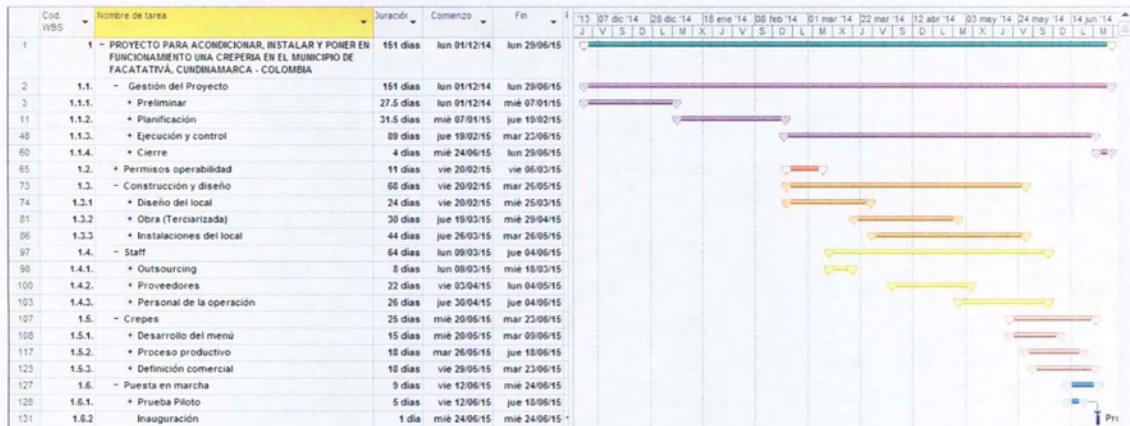 Cod. WBS Nombre de tarea Duración Comienzo Fin F '13 07 dic '14 28 dic '14 18 ene '14 08 feb '14 01 mar '14 22 mar '14 12 abr '14 03 may '14 24 may '14 14 jun '14
J V S D L M X J V S D L M X J V S D L M
1 1 - PROYECTO PARA ACONDICIONAR, INSTALAR Y PONER EN 151 días lun 01/12/14 lun 29/06/15
FUNCIONAMIENTO UNA CREPERIA EN EL MUNICIPIO DE
FACATATIVÁ, CUNDINAMARCA - COLOMBIA
2 1.1. - Gestión del Proyecto 151 días lun 01/12/14 lun 29/06/15
3 1.1.1. + Preliminar 27.5 días lun 01/12/14 mié 07/01/15
11 1.1.2. + Planificación 31.5 días mié 07/01/15 jue 19/02/15
48 1.1.3. + Ejecución y control 89 días jue 19/02/15 mar 23/06/15
60 1.1.4. + Cierre 4 días mié 24/06/15 lun 29/06/15
65 1.2. + Permisos operabilidad 11 días vie 20/02/15 vie 06/03/15
73 1.3. - Construcción y diseño 68 días vie 20/02/15 mar 26/05/15
74 1.3.1 + Diseño del local 24 días vie 20/02/15 mié 25/03/15
81 1.3.2 + Obra (Terciarizada) 30 días jue 19/03/15 mié 29/04/15
86 1.3.3 + Instalaciones del local 44 días jue 26/03/15 mar 26/05/15
97 1.4. - Staff 64 días lun 09/03/15 jue 04/06/15
98 1.4.1. + Outsourcing 8 días lun 09/03/15 mié 18/03/15
100 1.4.2. + Proveedores 22 días vie 03/04/15 lun 04/05/15
103 1.4.3. + Personal de la operación 26 días jue 30/04/15 jue 04/06/15
107 1.5. - Crepes 25 días mié 20/05/15 mar 23/06/15
108 1.5.1. + Desarrollo del menú 15 días mié 20/05/15 mar 09/06/15
117 1.5.2. + Proceso productivo 18 días mar 26/05/15 jue 18/06/15
123 1.5.3. + Definición comercial 18 días vie 29/05/15 mar 23/06/15
127 1.6. - Puesta en marcha 9 días vie 12/06/15 mié 24/06/15
128 1.6.1. + Prueba Piloto 5 días vie 12/06/15 jue 18/06/15
131 1.6.2 Inauguración 1 día mié 24/06/15 mié 24/06/15 Pro